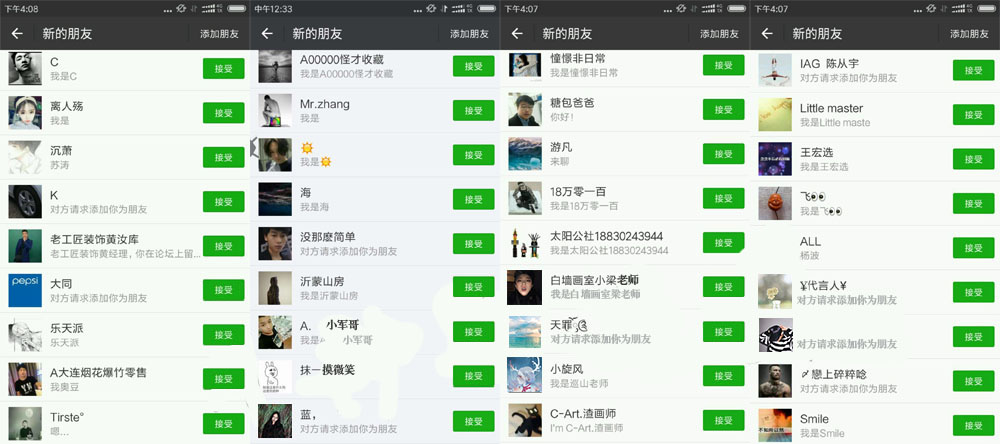 下午4:08
新的朋友
添加朋友
C
我是C
接受
离人殇
我是
接受
沉萧
苏涛
接受
K
对方请求添加你为朋友
接受
老工匠装饰黄汝库
老工匠装饰黄经理，你在论坛上留...
接受
pepsi
大同
对方请求添加你为朋友
接受
乐天派
乐天派
接受
A大连烟花爆竹零售
我奥豆
接受
Tirste°
嗯...
接受
中午12:33
新的朋友
添加朋友
A00000怪才收藏
我是A00000怪才收藏
接受
Mr.zhang
我是
接受
☀
我是☀
接受
海
我是海
接受
没那麽简单
对方请求添加你为朋友
接受
沂蒙山房
我是沂蒙山房
接受
A. 小军哥
我是 小军哥
接受
抹一摸微笑
接受
蓝，
对方请求添加你为朋友
接受
下午4:07
新的朋友
添加朋友
憧憬非日常
我是憧憬非日常
接受
糖包爸爸
你好！
接受
游凡
来聊
接受
18万零一百
我是18万零一百
接受
太阳公社18830243944
我是太阳公社18830243944
接受
白墙画室小梁老师
我是白墙画室梁老师
接受
天罪
对方请求添加你为朋友
接受
小旋风
我是巡山老师
接受
C-Art.渣画师
I'm C-Art.渣画师
接受
下午4:07
新的朋友
添加朋友
IAG 陈从宇
对方请求添加你为朋友
接受
Little master
我是Little maste
接受
王宏选
我是王宏选
接受
飞👀
我是飞👀
接受
ALL
杨波
接受
¥代言人¥
对方请求添加你为朋友
接受
对方请求添加你为朋友
接受
戀上碎粹唸
对方请求添加你为朋友
接受
Smile
我是Smile
接受